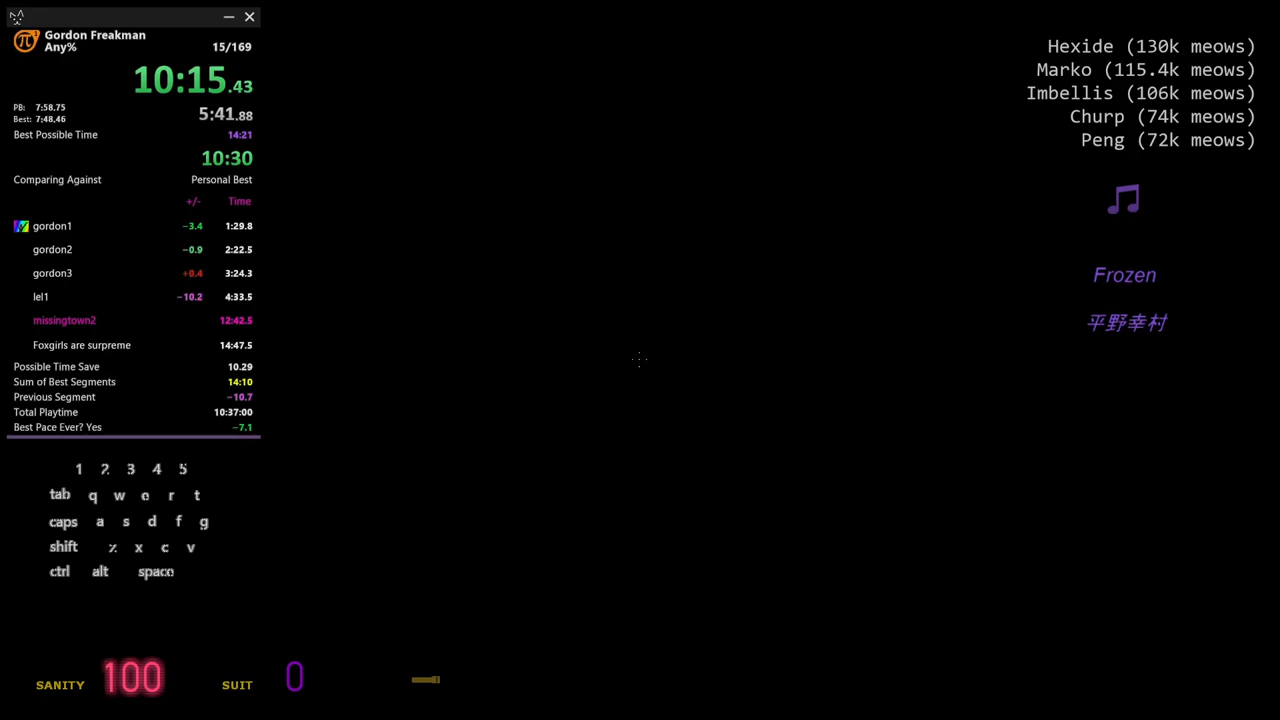 Gordon Freakman
Any%
15/169
10:15.43
PB: 7:58.75
Best: 7:48.46
5:41.88
Best Possible Time 14:21
10:30
Comparing Against Personal Best
+/- Time
gordon1 −3.4 1:29.8
gordon2 −0.9 2:22.5
gordon3 +0.4 3:24.3
lel1 −10.2 4:33.5
missingtown2 12:42.5
Foxgirls are surpreme 14:47.5
Possible Time Save 10.29
Sum of Best Segments 14:10
Previous Segment −10.7
Total Playtime 10:37:00
Best Pace Ever? Yes −7.1
1 2 3 4 5
tab q w e r t
caps a s d f g
shift z x c v
ctrl alt space
SANITY 100 SUIT 0
Hexide (130k meows)
Marko (115.4k meows)
Imbellis (106k meows)
Churp (74k meows)
Peng (72k meows)
Frozen
平野幸村